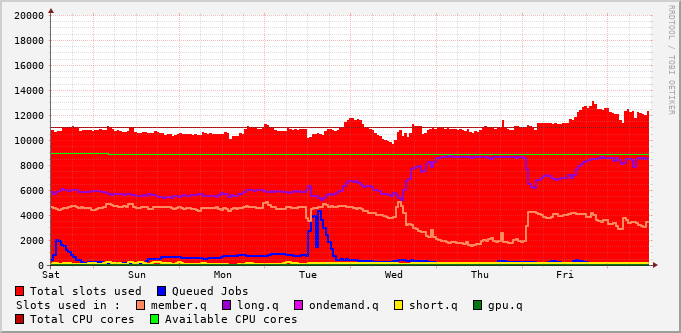 20000
18000
16000
14000
12000
10000
8000
6000
4000
2000
0
Sat Sun Mon Tue Wed Thu Fri
RRDTOOL / TOBI OETIKER
Total slots used Queued Jobs
Slots used in : member.q long.q ondemand.q short.q gpu.q
Total CPU cores Available CPU cores